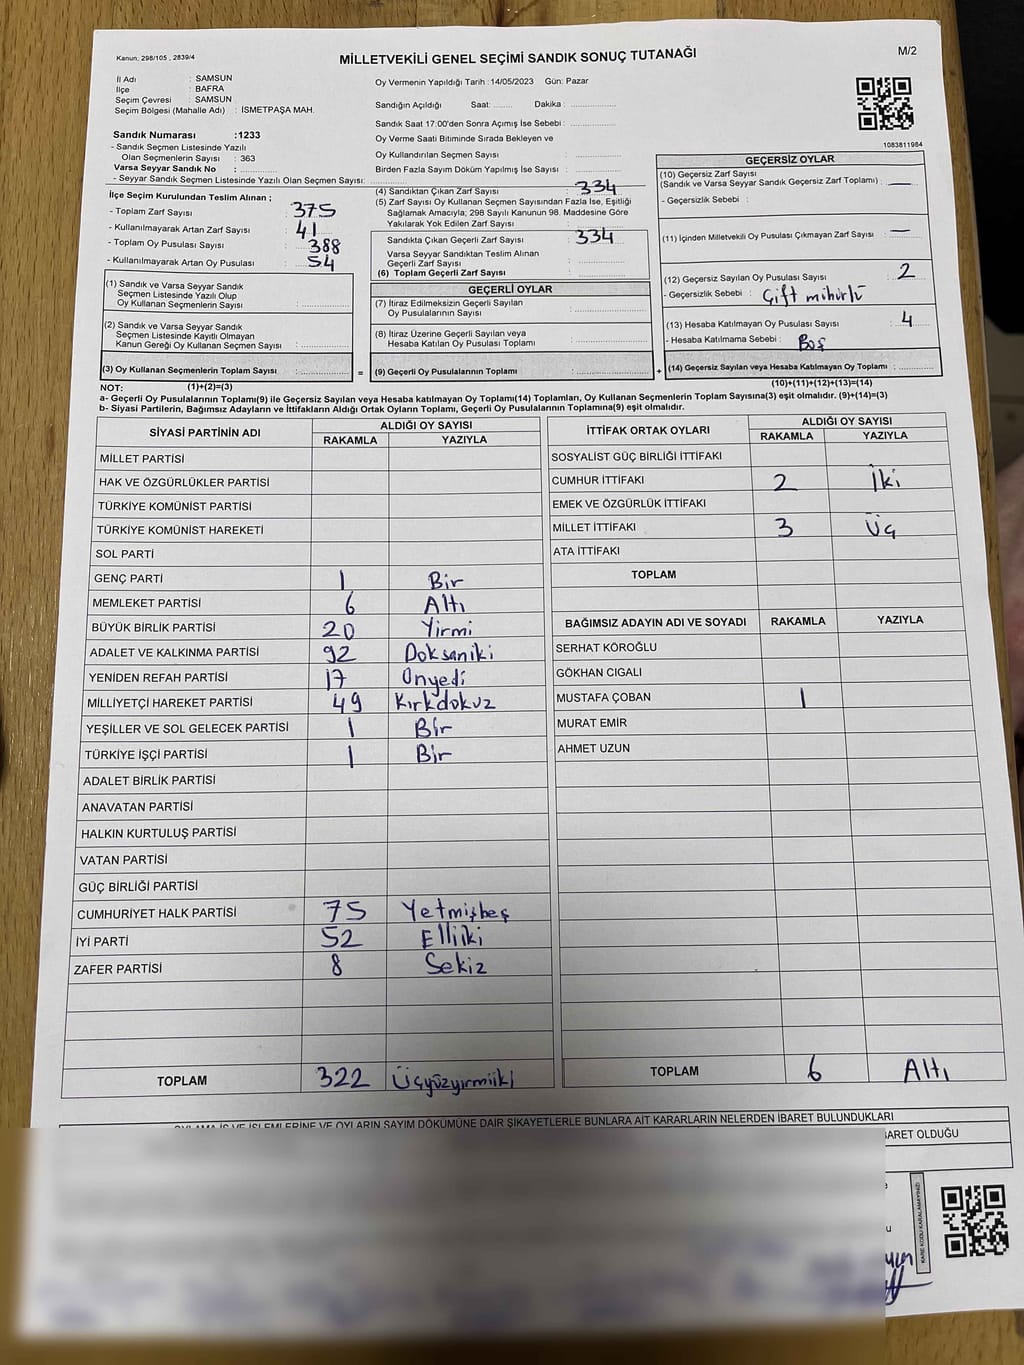 Kanun: 298/105 , 2839/4
MİLLETVEKİLİ GENEL SEÇİMİ SANDIK SONUÇ TUTANAĞI
M/2
İl Adı : SAMSUN
İlçe : BAFRA
Seçim Çevresi : SAMSUN
Seçim Bölgesi (Mahalle Adı) : İSMETPAŞA MAH.
Sandık Numarası :1233
- Sandık Seçmen Listesinde Yazılı
Olan Seçmenlerin Sayısı : 363
Varsa Seyyar Sandık No :
- Seyyar Sandık Seçmen Listesinde Yazılı Olan Seçmen Sayısı:
Oy Vermenin Yapıldığı Tarih :14/05/2023 Gün: Pazar
Sandığın Açıldığı Saat: ........ Dakika : ..................
Sandık Saat 17:00'den Sonra Açımış İse Sebebi : ..................
Oy Verme Saati Bitiminde Sırada Bekleyen ve
Oy Kullandırılan Seçmen Sayısı : ..................
Birden Fazla Sayım Döküm Yapılmış İse Sayısı : ..................
1083811984
İlçe Seçim Kurulundan Teslim Alınan ;
- Toplam Zarf Sayısı : 375
- Kullanılmayarak Artan Zarf Sayısı : 41
- Toplam Oy Pusulası Sayısı : 388
- Kullanılmayarak Artan Oy Pusulası : 54
(4) Sandıktan Çıkan Zarf Sayısı : 334
(5) Zarf Sayısı Oy Kullanan Seçmen Sayısından Fazla İse, Eşitliği
Sağlamak Amacıyla; 298 Sayılı Kanunun 98. Maddesine Göre
Yakılarak Yok Edilen Zarf Sayısı :
Sandıkta Çıkan Geçerli Zarf Sayısı : 334
Varsa Seyyar Sandıktan Teslim Alınan
Geçerli Zarf Sayısı :
(6) Toplam Geçerli Zarf Sayısı :
GEÇERSİZ OYLAR
(10) Geçersiz Zarf Sayısı
(Sandık ve Varsa Seyyar Sandık Geçersiz Zarf Toplamı) : —
- Geçersizlik Sebebi :
(11) İçinden Milletvekili Oy Pusulası Çıkmayan Zarf Sayısı : —
(12) Geçersiz Sayılan Oy Pusulası Sayısı : 2
- Geçersizlik Sebebi : Çift mühürlü
(13) Hesaba Katılmayan Oy Pusulası Sayısı : 4
- Hesaba Katılmama Sebebi : Boş
(14) Geçersiz Sayılan veya Hesaba Katılmayan Oy Toplamı :
(1) Sandık ve Varsa Seyyar Sandık
Seçmen Listesinde Yazılı Olup
Oy Kullanan Seçmenlerin Sayısı :
(2) Sandık ve Varsa Seyyar Sandık
Seçmen Listesinde Kayıtlı Olmayan
Kanun Gereği Oy Kullanan Seçmen Sayısı :
(3) Oy Kullanan Seçmenlerin Toplam Sayısı :
=
GEÇERLİ OYLAR
(7) İtiraz Edilmeksizin Geçerli Sayılan
Oy Pusulalarının Sayısı :
(8) İtiraz Üzerine Geçerli Sayılan veya
Hesaba Katılan Oy Pusulası Toplamı :
(9) Geçerli Oy Pusulalarının Toplamı :
+
NOT: (1)+(2)=(3)
(10)+(11)+(12)+(13)=(14)
a- Geçerli Oy Pusulalarının Toplamı(9) ile Geçersiz Sayılan veya Hesaba katılmayan Oy Toplamı(14) Toplamları, Oy Kullanan Seçmenlerin Toplam Sayısına(3) eşit olmalıdır. (9)+(14)=(3)
b- Siyasi Partilerin, Bağımsız Adayların ve İttifakların Aldığı Ortak Oyların Toplamı, Geçerli Oy Pusulalarının Toplamına(9) eşit olmalıdır.
SİYASİ PARTİNİN ADI ALDIĞI OY SAYISI
RAKAMLA YAZIYLA
MİLLET PARTİSİ
HAK VE ÖZGÜRLÜKLER PARTİSİ
TÜRKİYE KOMÜNİST PARTİSİ
TÜRKİYE KOMÜNİST HAREKETİ
SOL PARTİ
GENÇ PARTİ 1 Bir
MEMLEKET PARTİSİ 6 Altı
BÜYÜK BİRLİK PARTİSİ 20 Yirmi
ADALET VE KALKINMA PARTİSİ 92 Doksaniki
YENİDEN REFAH PARTİSİ 17 Onyedi
MİLLİYETÇİ HAREKET PARTİSİ 49 Kırkdokuz
YEŞİLLER VE SOL GELECEK PARTİSİ 1 Bir
TÜRKİYE İŞÇİ PARTİSİ 1 Bir
ADALET BİRLİK PARTİSİ
ANAVATAN PARTİSİ
HALKIN KURTULUŞ PARTİSİ
VATAN PARTİSİ
GÜÇ BİRLİĞİ PARTİSİ
CUMHURİYET HALK PARTİSİ 75 Yetmişbeş
İYİ PARTİ 52 Elliiki
ZAFER PARTİSİ 8 Sekiz
TOPLAM 322 Üçyüzyirmiiki
İTTİFAK ORTAK OYLARI ALDIĞI OY SAYISI
RAKAMLA YAZIYLA
SOSYALİST GÜÇ BİRLİĞİ İTTİFAKI
CUMHUR İTTİFAKI 2 İki
EMEK VE ÖZGÜRLÜK İTTİFAKI
MİLLET İTTİFAKI 3 Üç
ATA İTTİFAKI
TOPLAM
BAĞIMSIZ ADAYIN ADI VE SOYADI RAKAMLA YAZIYLA
SERHAT KÖROĞLU
GÖKHAN CIGALI
MUSTAFA ÇOBAN 1
MURAT EMİR
AHMET UZUN
TOPLAM 6 Altı
OYLAMA İŞ VE İŞLEMLERİNE VE OYLARIN SAYIM DÖKÜMÜNE DAİR ŞİKAYETLERLE BUNLARA AİT KARARLARIN NELERDEN İBARET BULUNDUKLARI
İBARET OLDUĞU
KARE KODU KARALAMAYINIZ!